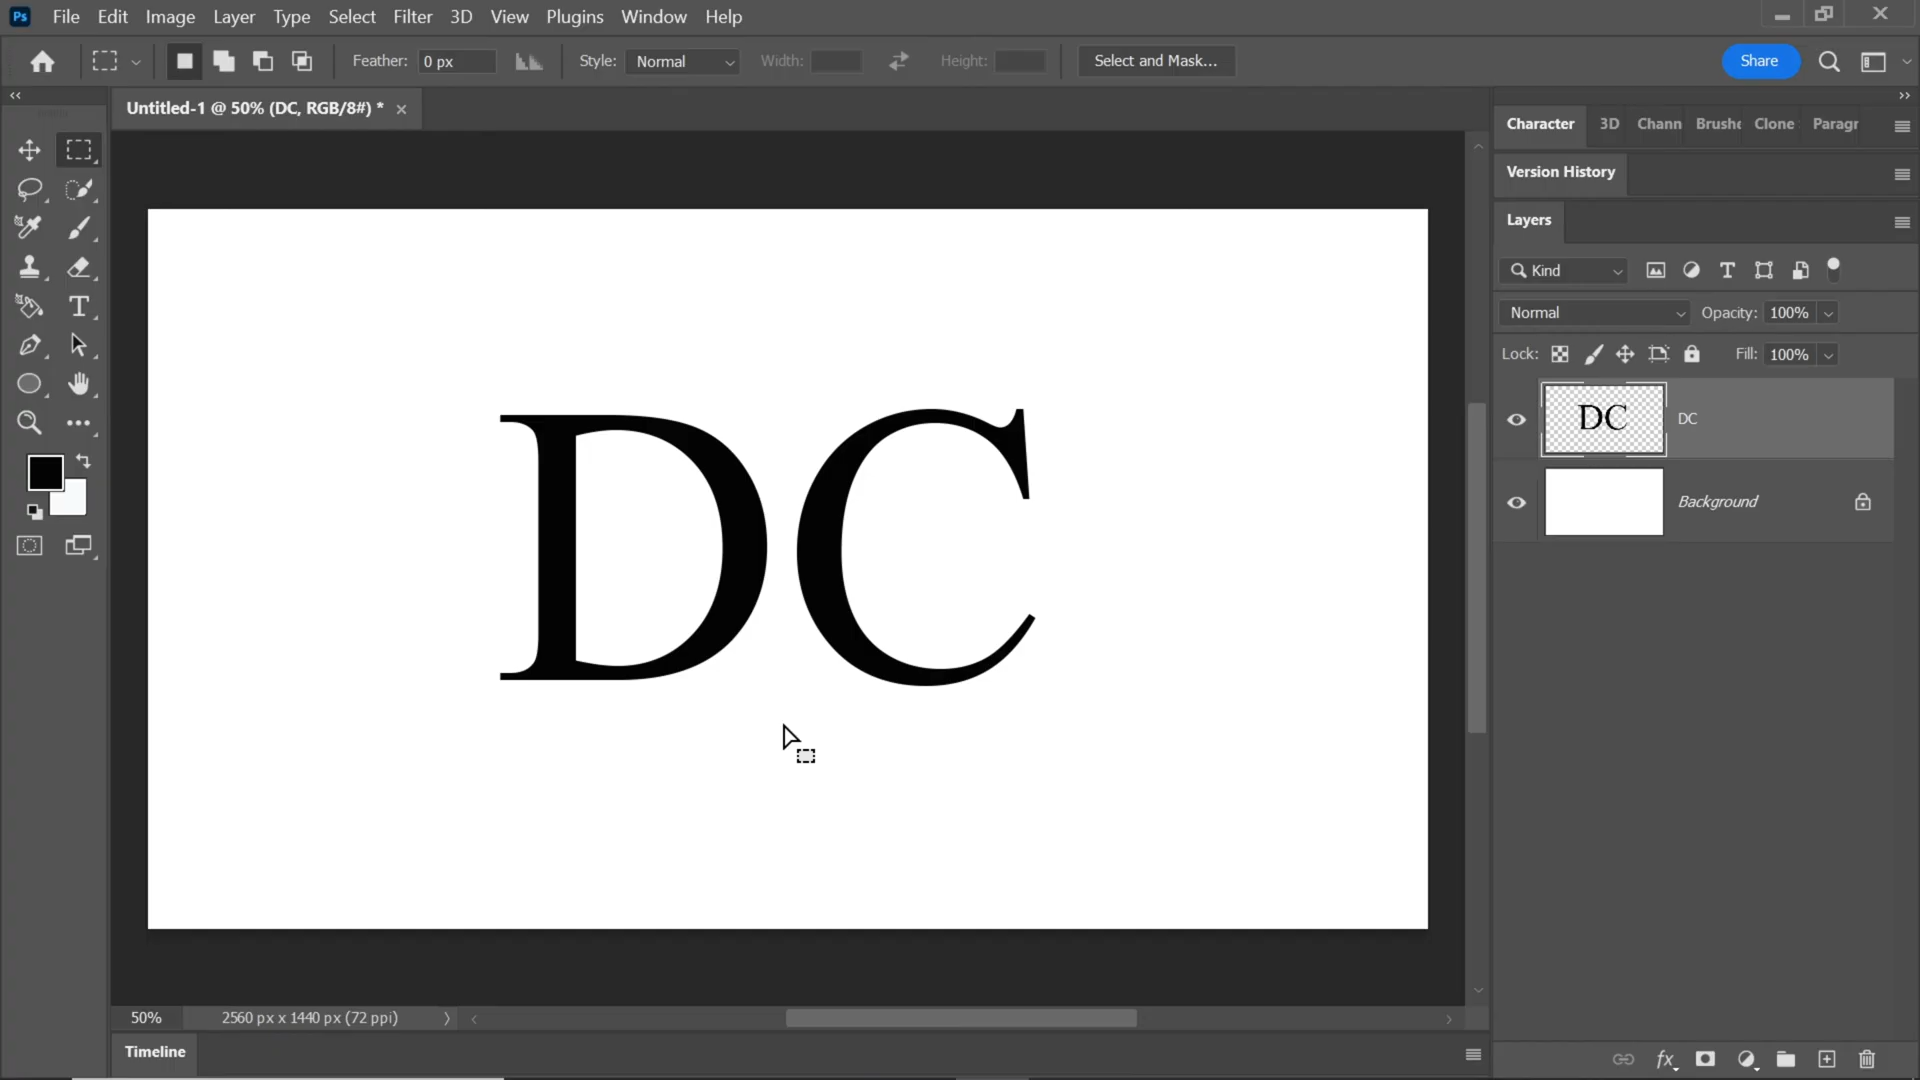 Ps File Edit Image Layer Type Select Filter 3D View Plugins Window Help
Feather: 0 px Style: Normal Width: Height: Select and Mask... Share
Untitled-1 @ 50% (DC, RGB/8#) *
Character 3D Chann Brushe Clone Paragr
Version History
Layers
Kind
Normal Opacity: 100%
Lock: Fill: 100%
DC
DC DC
Background
50% 2560 px x 1440 px (72 ppi)
Timeline
fx